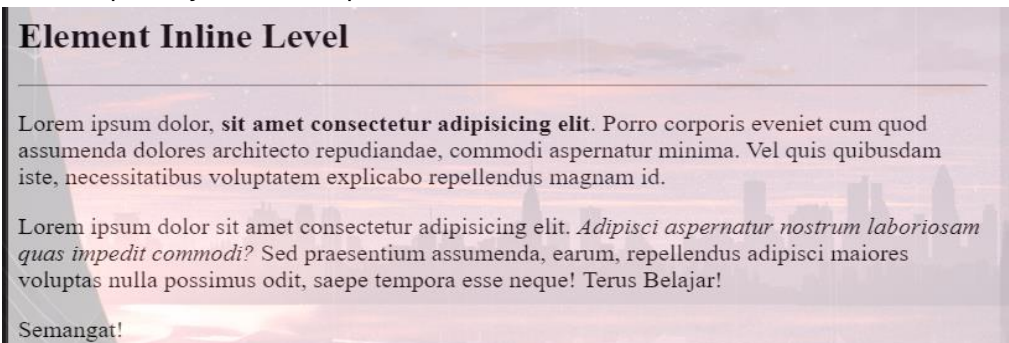 Element Inline Level
Lorem ipsum dolor, sit amet consectetur adipisicing elit. Porro corporis eveniet cum quod
assumenda dolores architecto repudiandae, commodi aspernatur minima. Vel quis quibusdam
iste, necessitatibus voluptatem explicabo repellendus magnam id.
Lorem ipsum dolor sit amet consectetur adipisicing elit. Adipisci aspernatur nostrum laboriosam
quas impedit commodi? Sed praesentium assumenda, earum, repellendus adipisci maiores
voluptas nulla possimus odit, saepe tempora esse neque! Terus Belajar!
Semangat!